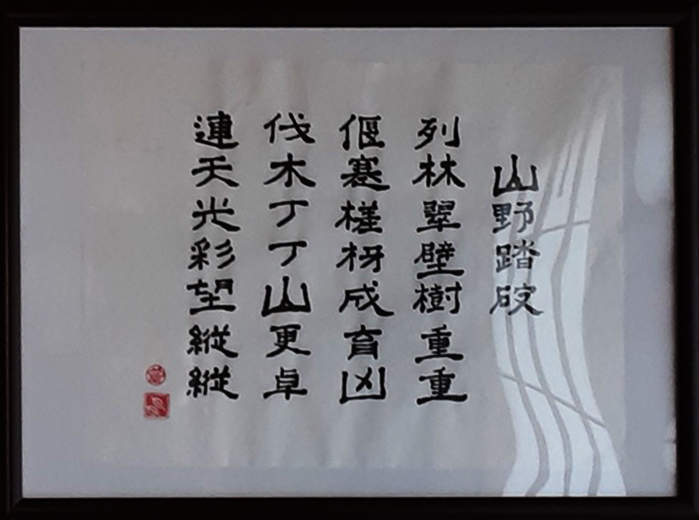 山野踏破
列林翠壁樹重重
偃蹇槎枒成育凶
伐木丁丁山更卓
連天光彩望縱縱